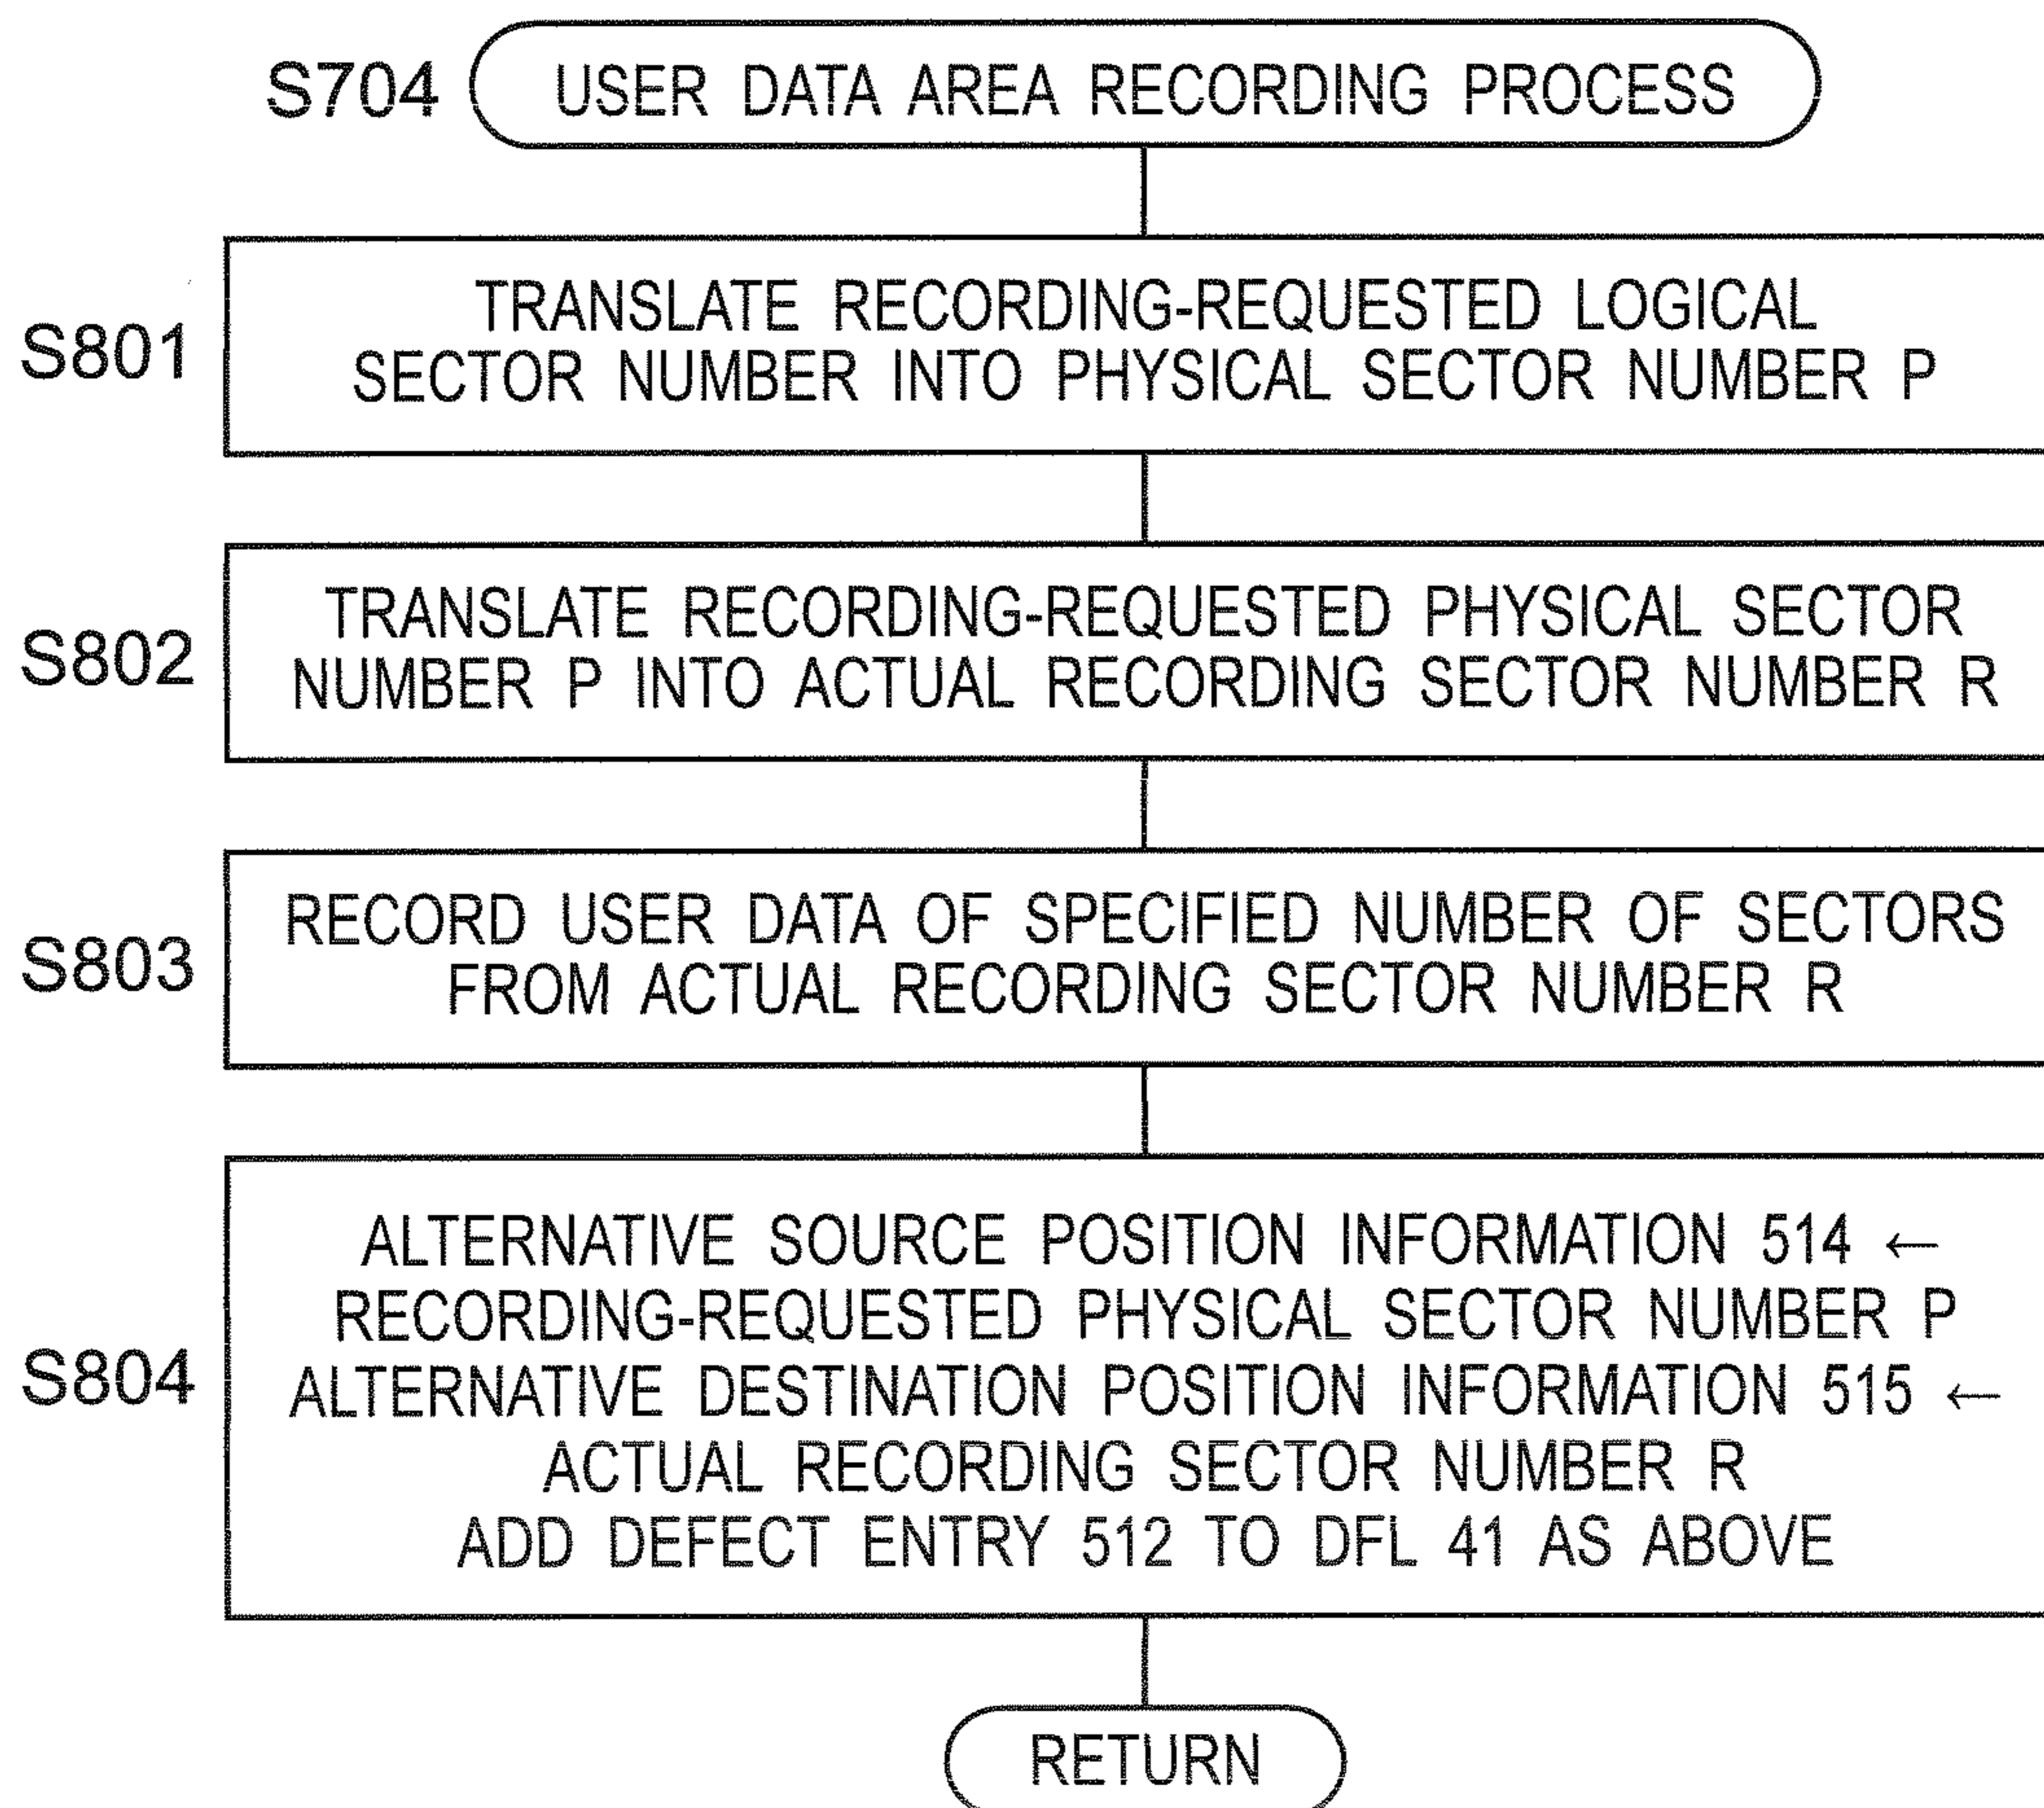 S704 USER DATA AREA RECORDING PROCESS
S801
TRANSLATE RECORDING-REQUESTED LOGICAL
SECTOR NUMBER INTO PHYSICAL SECTOR NUMBER P
S802
TRANSLATE RECORDING-REQUESTED PHYSICAL SECTOR
NUMBER P INTO ACTUAL RECORDING SECTOR NUMBER R
S803
RECORD USER DATA OF SPECIFIED NUMBER OF SECTORS
FROM ACTUAL RECORDING SECTOR NUMBER R
S804
ALTERNATIVE SOURCE POSITION INFORMATION 514 ←
RECORDING-REQUESTED PHYSICAL SECTOR NUMBER P
ALTERNATIVE DESTINATION POSITION INFORMATION 515 ←
ACTUAL RECORDING SECTOR NUMBER R
ADD DEFECT ENTRY 512 TO DFL 41 AS ABOVE
RETURN